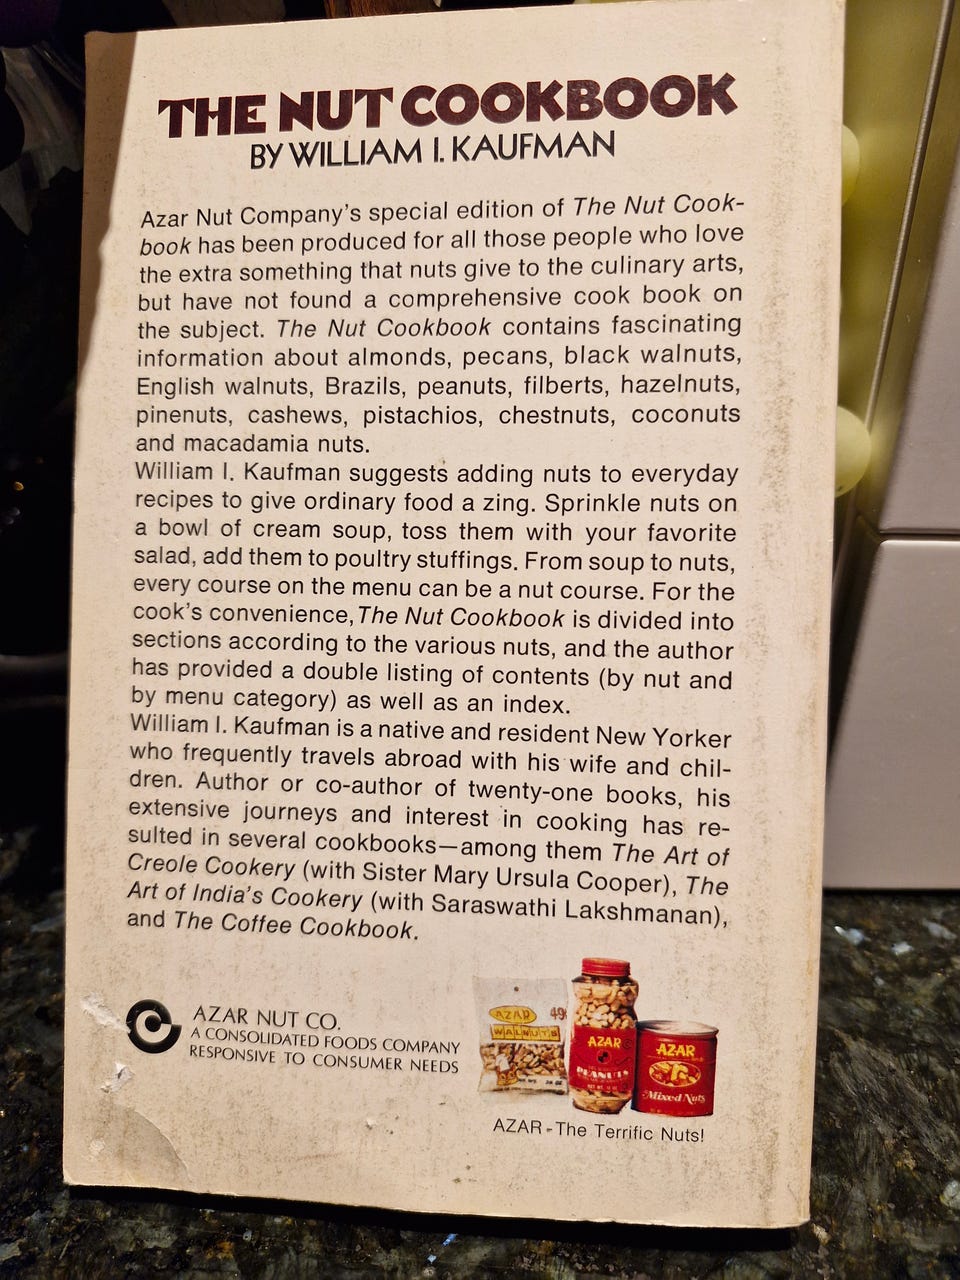 THE NUT COOKBOOK
BY WILLIAM I. KAUFMAN
Azar Nut Company's special edition of The Nut Cook-
book has been produced for all those people who love
the extra something that nuts give to the culinary arts,
but have not found a comprehensive cook book on
the subject. The Nut Cookbook contains fascinating
information about almonds, pecans, black walnuts,
English walnuts, Brazils, peanuts, filberts, hazelnuts,
pinenuts, cashews, pistachios, chestnuts, coconuts
and macadamia nuts.
William I. Kaufman suggests adding nuts to everyday
recipes to give ordinary food a zing. Sprinkle nuts on
a bowl of cream soup, toss them with your favorite
salad, add them to poultry stuffings. From soup to nuts,
every course on the menu can be a nut course. For the
cook's convenience, The Nut Cookbook is divided into
sections according to the various nuts, and the author
has provided a double listing of contents (by nut and
by menu category) as well as an index.
William I. Kaufman is a native and resident New Yorker
who frequently travels abroad with his wife and chil-
dren. Author or co-author of twenty-one books, his
extensive journeys and interest in cooking has re-
sulted in several cookbooks—among them The Art of
Creole Cookery (with Sister Mary Ursula Cooper), The
Art of India's Cookery (with Saraswathi Lakshmanan),
and The Coffee Cookbook.
AZAR NUT CO.
A CONSOLIDATED FOODS COMPANY
RESPONSIVE TO CONSUMER NEEDS
AZAR 49¢
WALNUTS
AZAR
PEANUTS
AZAR
Mixed Nuts
AZAR - The Terrific Nuts!